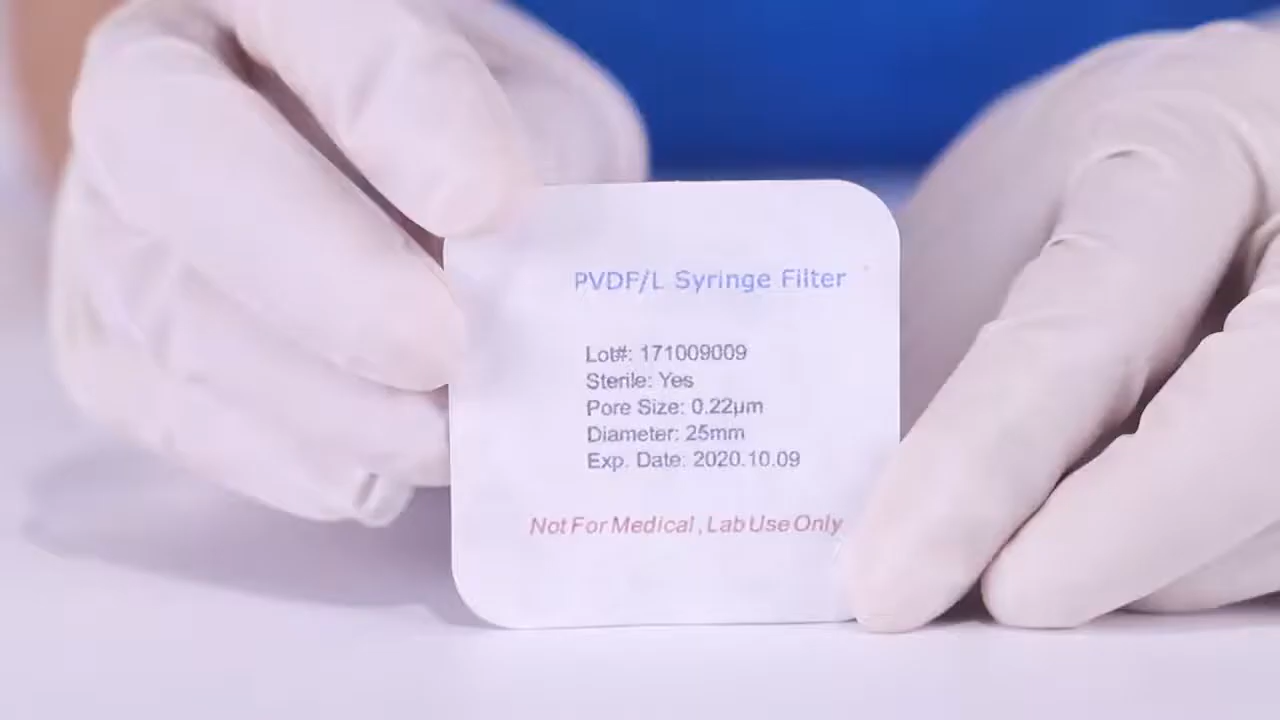 PVDF/L Syringe Filter
Lot#: 171009009
Sterile: Yes
Pore Size: 0.22µm
Diameter: 25mm
Exp. Date: 2020.10.09
Not For Medical , Lab Use Only